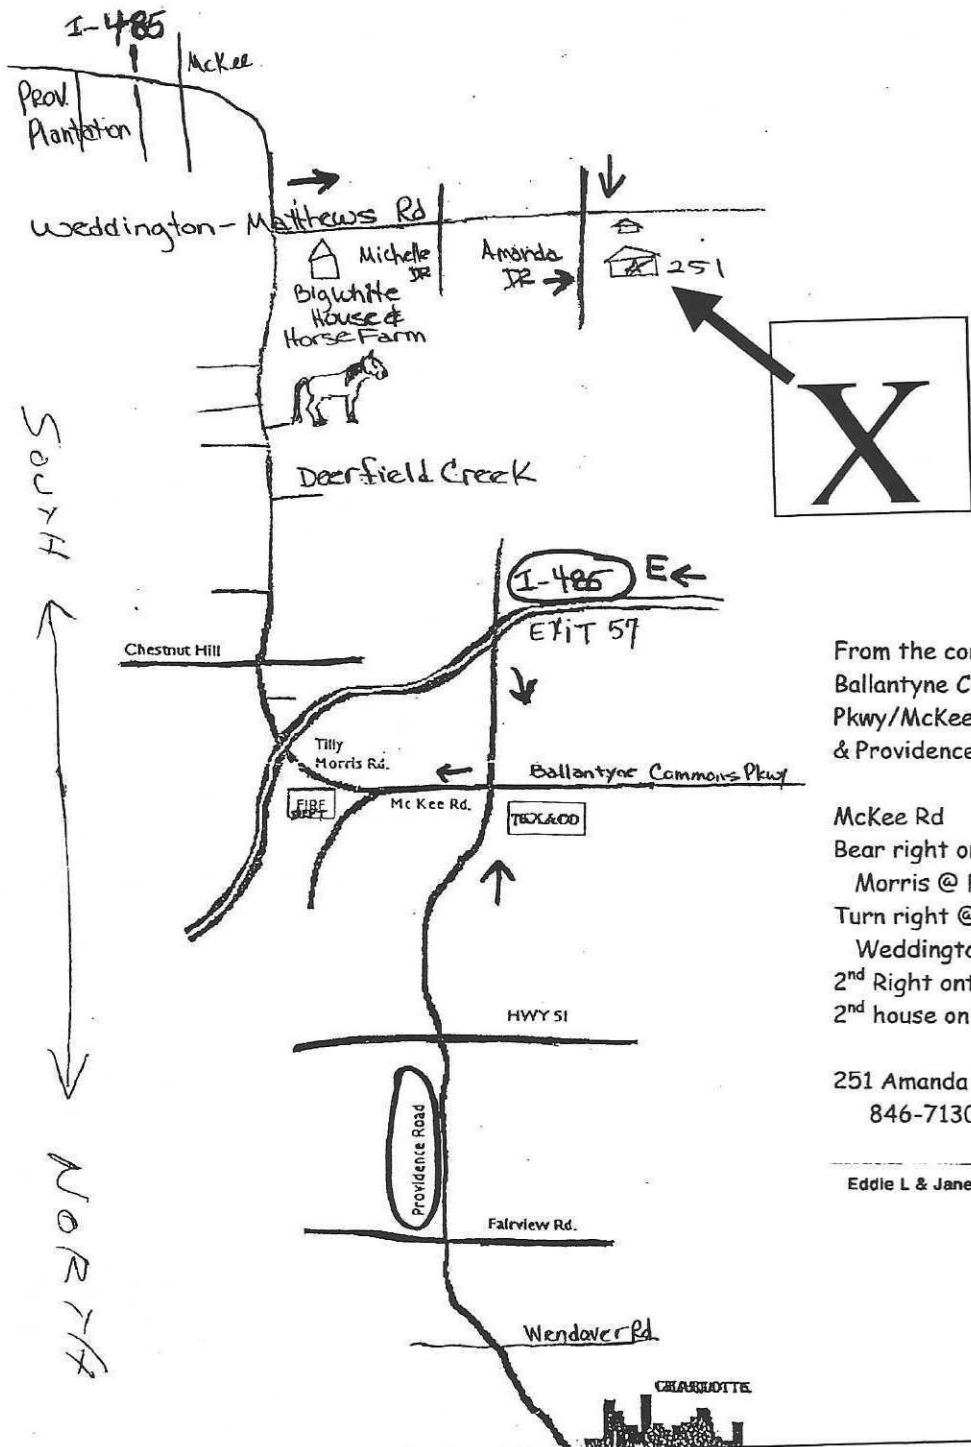 I-485
McKee
Prov.
Plantation
Weddington-Matthews Rd
Michelle
DR
Amanda
DR
251
Big White
House &
Horse Farm
X
Deerfield Creek
SOUTH
I-485
E
EXIT 57
Chestnut Hill
Tilly
Morris Rd.
FIRE
DEPT
Mc Kee Rd.
Ballantyne Commons Pkwy
TEXACO
From the co
Ballantyne C
Pkwy/McKee
& Providence
McKee Rd
Bear right o
Morris @
Turn right @
Weddingto
2nd Right ont
2nd house on
251 Amanda
846-7130
HWY 51
Providence Road
NORTH
Eddie L & Jane
Fairview Rd.
Wendover Rd
CHARLOTTE